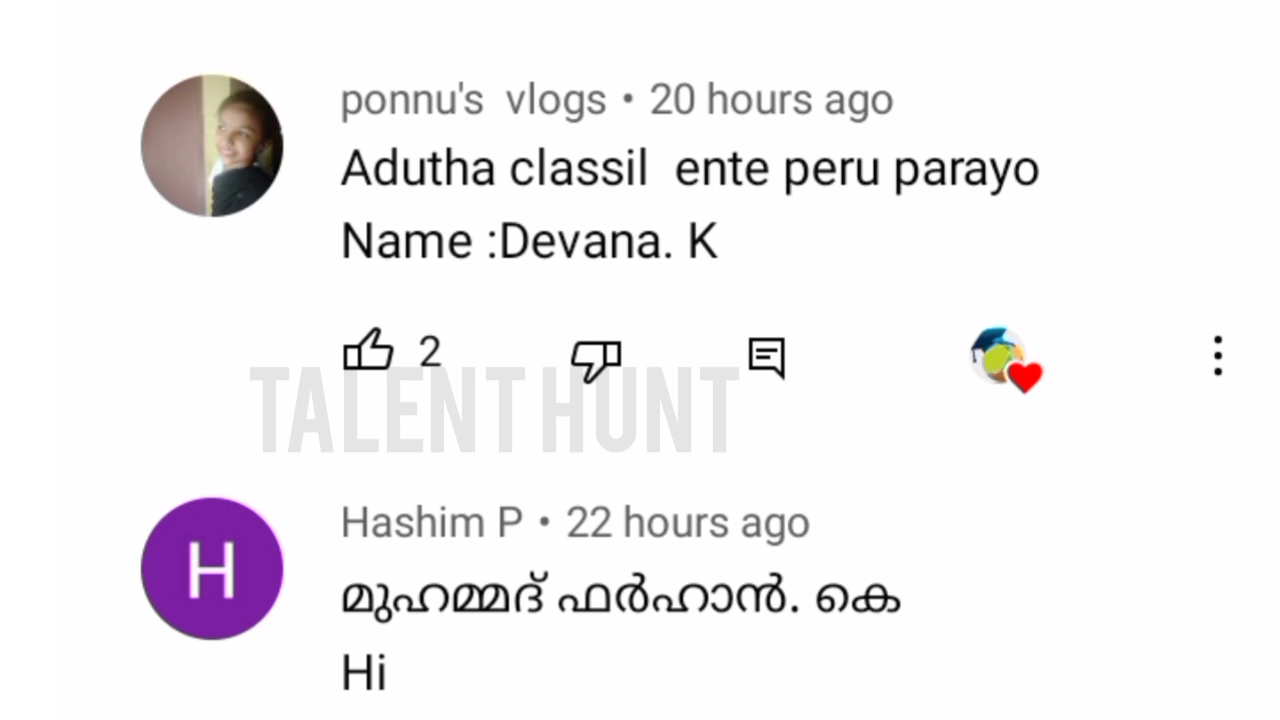 ponnu's vlogs • 20 hours ago
Adutha classil ente peru parayo
Name :Devana. K
2
TALENT HUNT
H
Hashim P • 22 hours ago
മുഹമ്മദ് ഫർഹാൻ. കെ
Hi